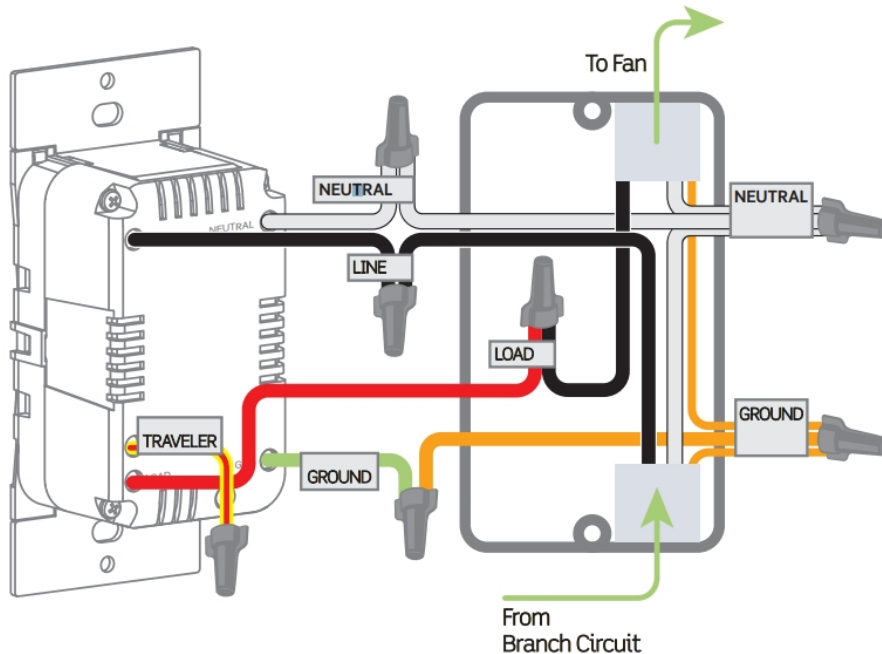 To Fan
NEUTRAL
NEUTRAL
NEUTRAL
LINE
LOAD
TRAVELER
GROUND
GROUND
From
Branch Circuit